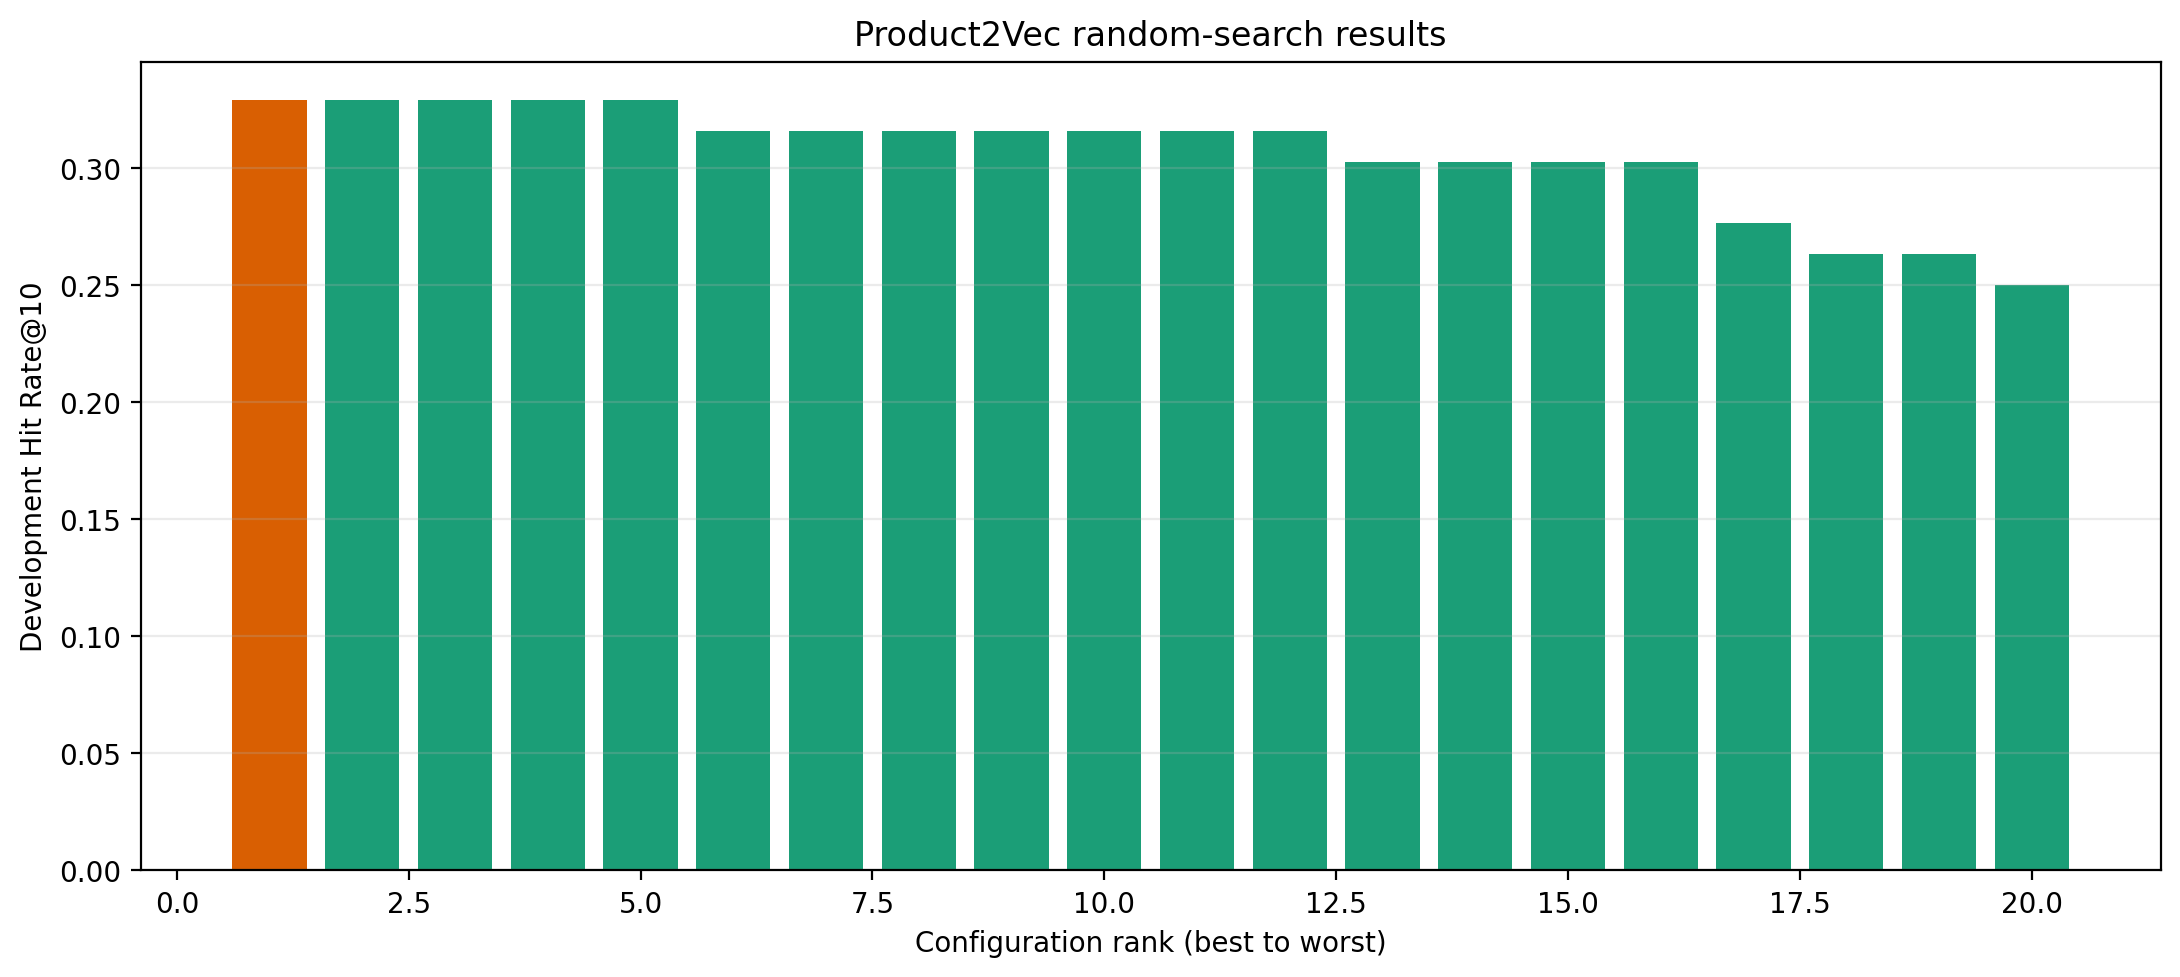 Product2Vec random-search results
Development Hit Rate@10
0.30
0.25
0.20
0.15
0.10
0.05
0.00
0.0 2.5 5.0 7.5 10.0 12.5 15.0 17.5 20.0
Configuration rank (best to worst)